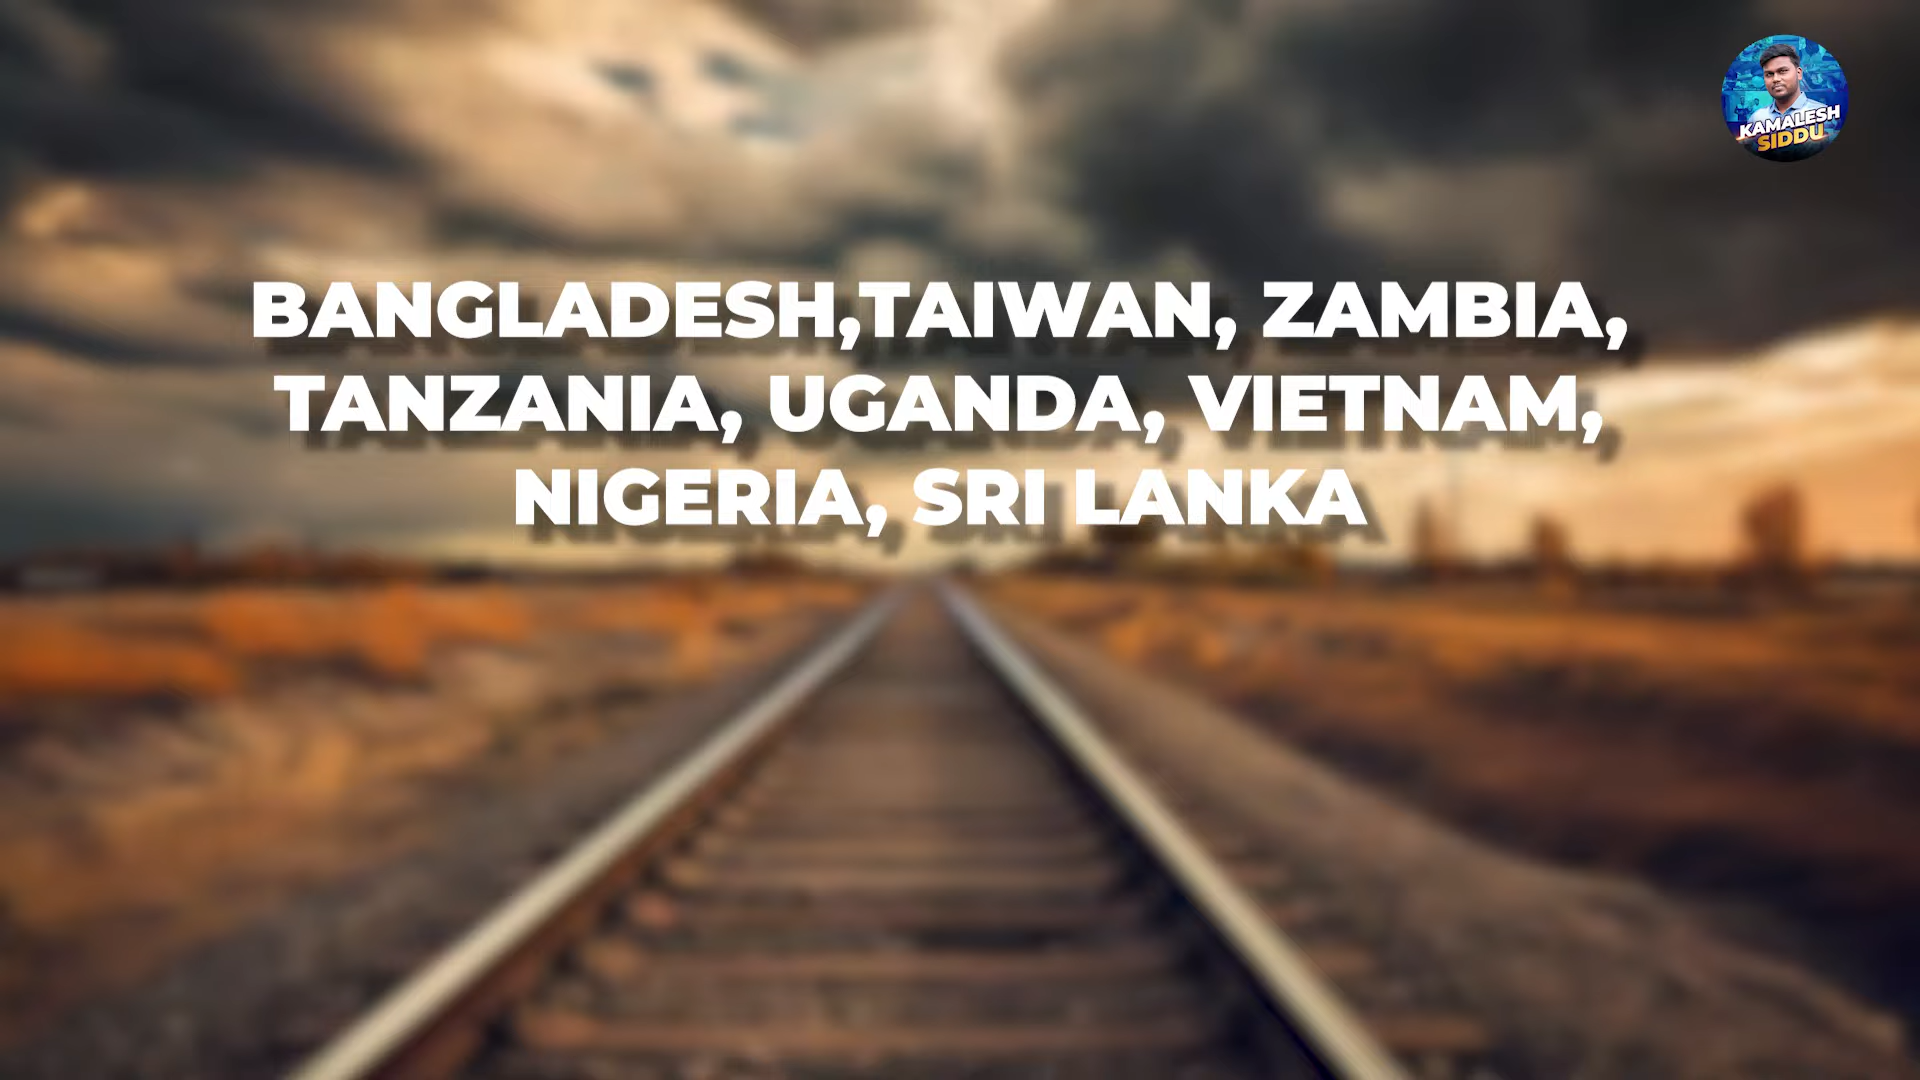 KAMALESH
SIDDU
BANGLADESH,TAIWAN, ZAMBIA,
TANZANIA, UGANDA, VIETNAM,
NIGERIA, SRI LANKA